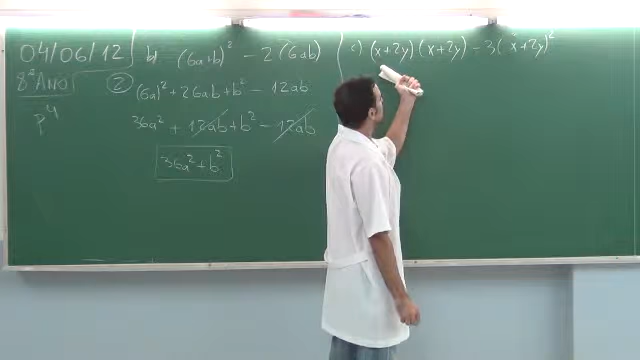 04/06/12
8º ANO
P⁴
b) (6a+b)² - 2(6ab)
2 (6a)² + 2·6ab + b² - 12ab
36a² + 12ab + b² - 12ab
36a² + b²
c) (x+2y)(x+2y) - 3(x+2y)²